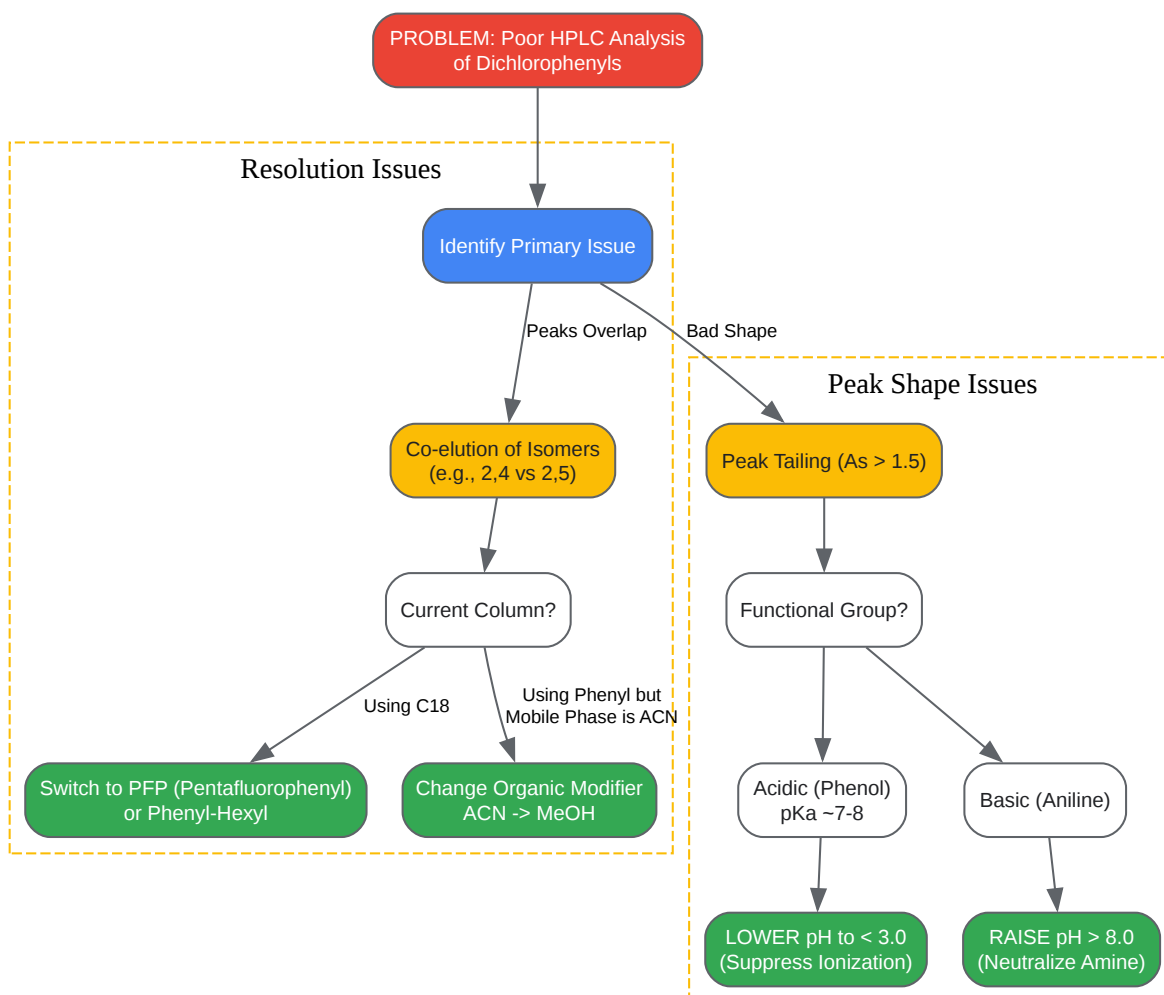 PROBLEM: Poor HPLC Analysis
of Dichlorophenyls
Resolution Issues
Identify Primary Issue
Peaks Overlap
Bad Shape
Peak Shape Issues
Co-elution of Isomers
(e.g., 2,4 vs 2,5)
Peak Tailing (As > 1.5)
Current Column?
Functional Group?
Using C18
Using Phenyl but
Mobile Phase is ACN
Switch to PFP (Pentafluorophenyl)
or Phenyl-Hexyl
Change Organic Modifier
ACN -> MeOH
Acidic (Phenol)
pKa ~7-8
Basic (Aniline)
LOWER pH to < 3.0
(Suppress Ionization)
RAISE pH > 8.0
(Neutralize Amine)